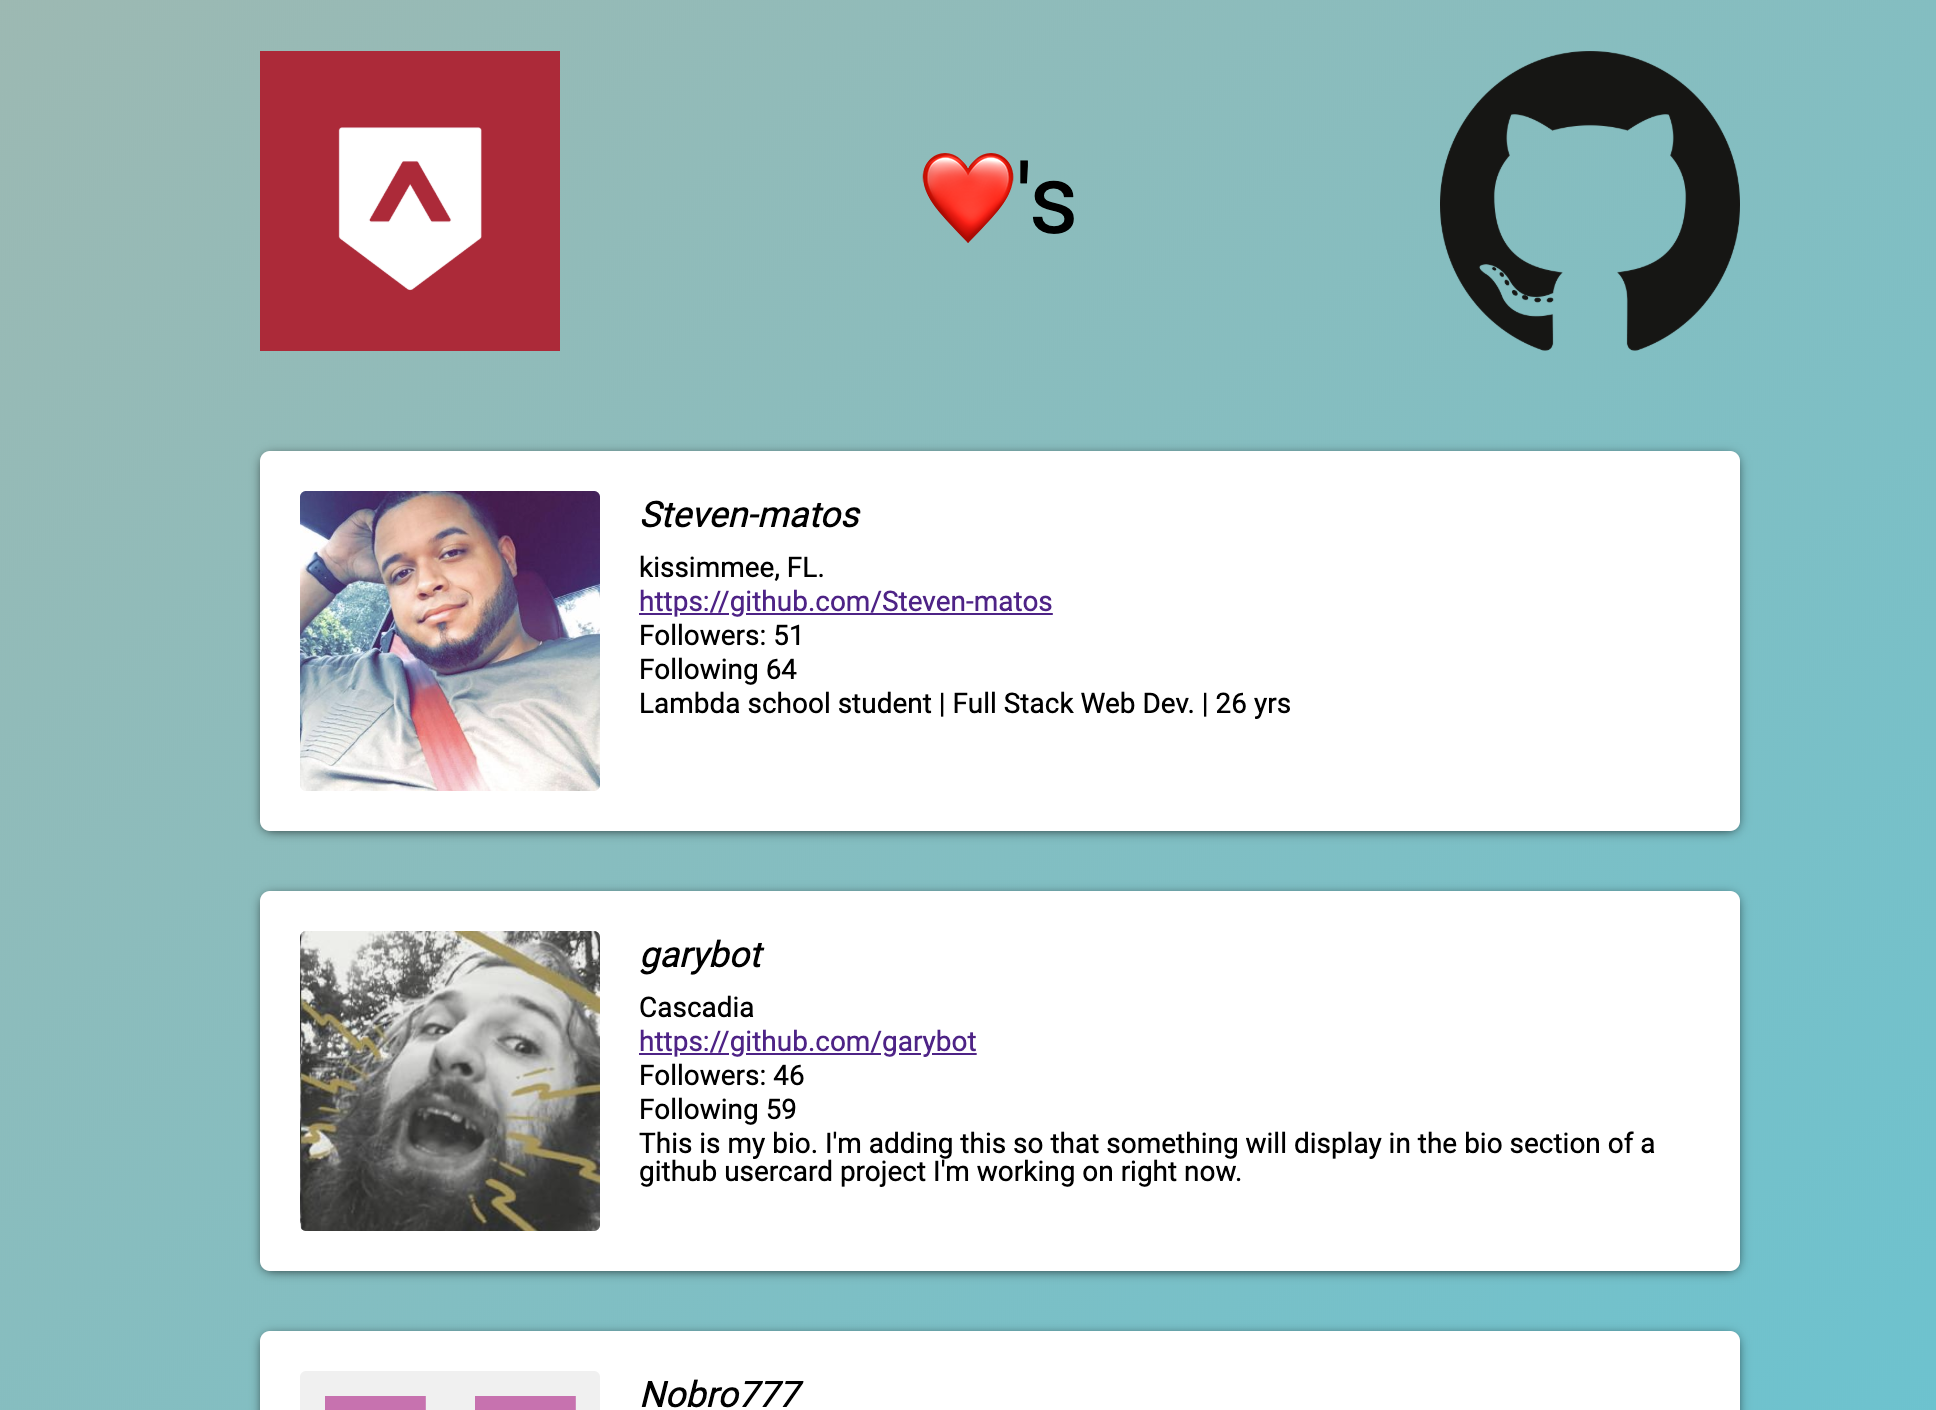 ❤️'s
Steven-matos
kissimmee, FL.
https://github.com/Steven-matos
Followers: 51
Following 64
Lambda school student | Full Stack Web Dev. | 26 yrs
garybot
Cascadia
https://github.com/garybot
Followers: 46
Following 59
This is my bio. I'm adding this so that something will display in the bio section of a
github usercard project I'm working on right now.
Nobro777